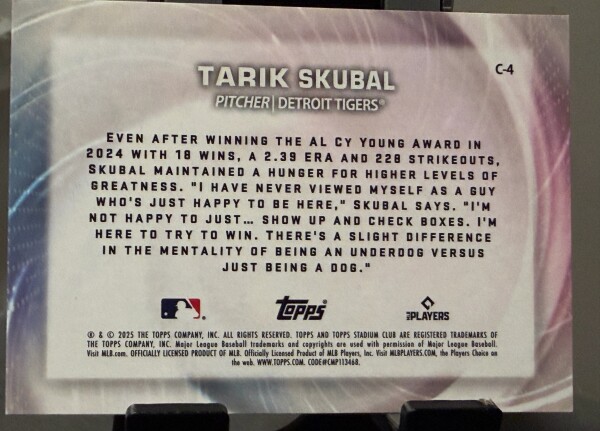 C-4
TARIK SKUBAL
PITCHER | DETROIT TIGERS®
EVEN AFTER WINNING THE AL CY YOUNG AWARD IN
2024 WITH 18 WINS, A 2.39 ERA AND 228 STRIKEOUTS,
SKUBAL MAINTAINED A HUNGER FOR HIGHER LEVELS OF
GREATNESS. "I HAVE NEVER VIEWED MYSELF AS A GUY
WHO'S JUST HAPPY TO BE HERE," SKUBAL SAYS. "I'M
NOT HAPPY TO JUST... SHOW UP AND CHECK BOXES. I'M
HERE TO TRY TO WIN. THERE'S A SLIGHT DIFFERENCE
IN THE MENTALITY OF BEING AN UNDERDOG VERSUS
JUST BEING A DOG."
Topps
MLB PLAYERS
® & © 2025 THE TOPPS COMPANY, INC. ALL RIGHTS RESERVED. TOPPS AND TOPPS STADIUM CLUB ARE REGISTERED TRADEMARKS OF
THE TOPPS COMPANY, INC. Major League Baseball trademarks and copyrights are used with permission of Major League Baseball.
Visit MLB.com. OFFICIALLY LICENSED PRODUCT OF MLB. Officially Licensed Product of MLB Players, Inc. Visit MLBPLAYERS.COM, the Players Choice on
the web. WWW.TOPPS.COM. CODE#CMP113468.